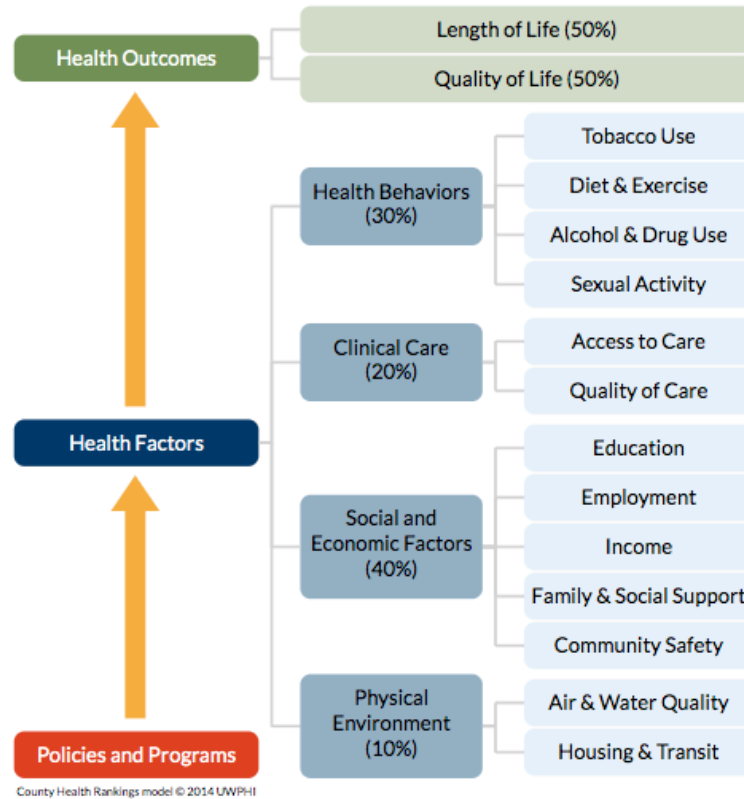 Health Outcomes
Length of Life (50%)
Quality of Life (50%)
Health Factors
Health Behaviors
(30%)
Tobacco Use
Diet & Exercise
Alcohol & Drug Use
Sexual Activity
Clinical Care
(20%)
Access to Care
Quality of Care
Social and
Economic Factors
(40%)
Education
Employment
Income
Family & Social Support
Community Safety
Physical
Environment
(10%)
Air & Water Quality
Housing & Transit
Policies and Programs
County Health Rankings model © 2014 UWPHI